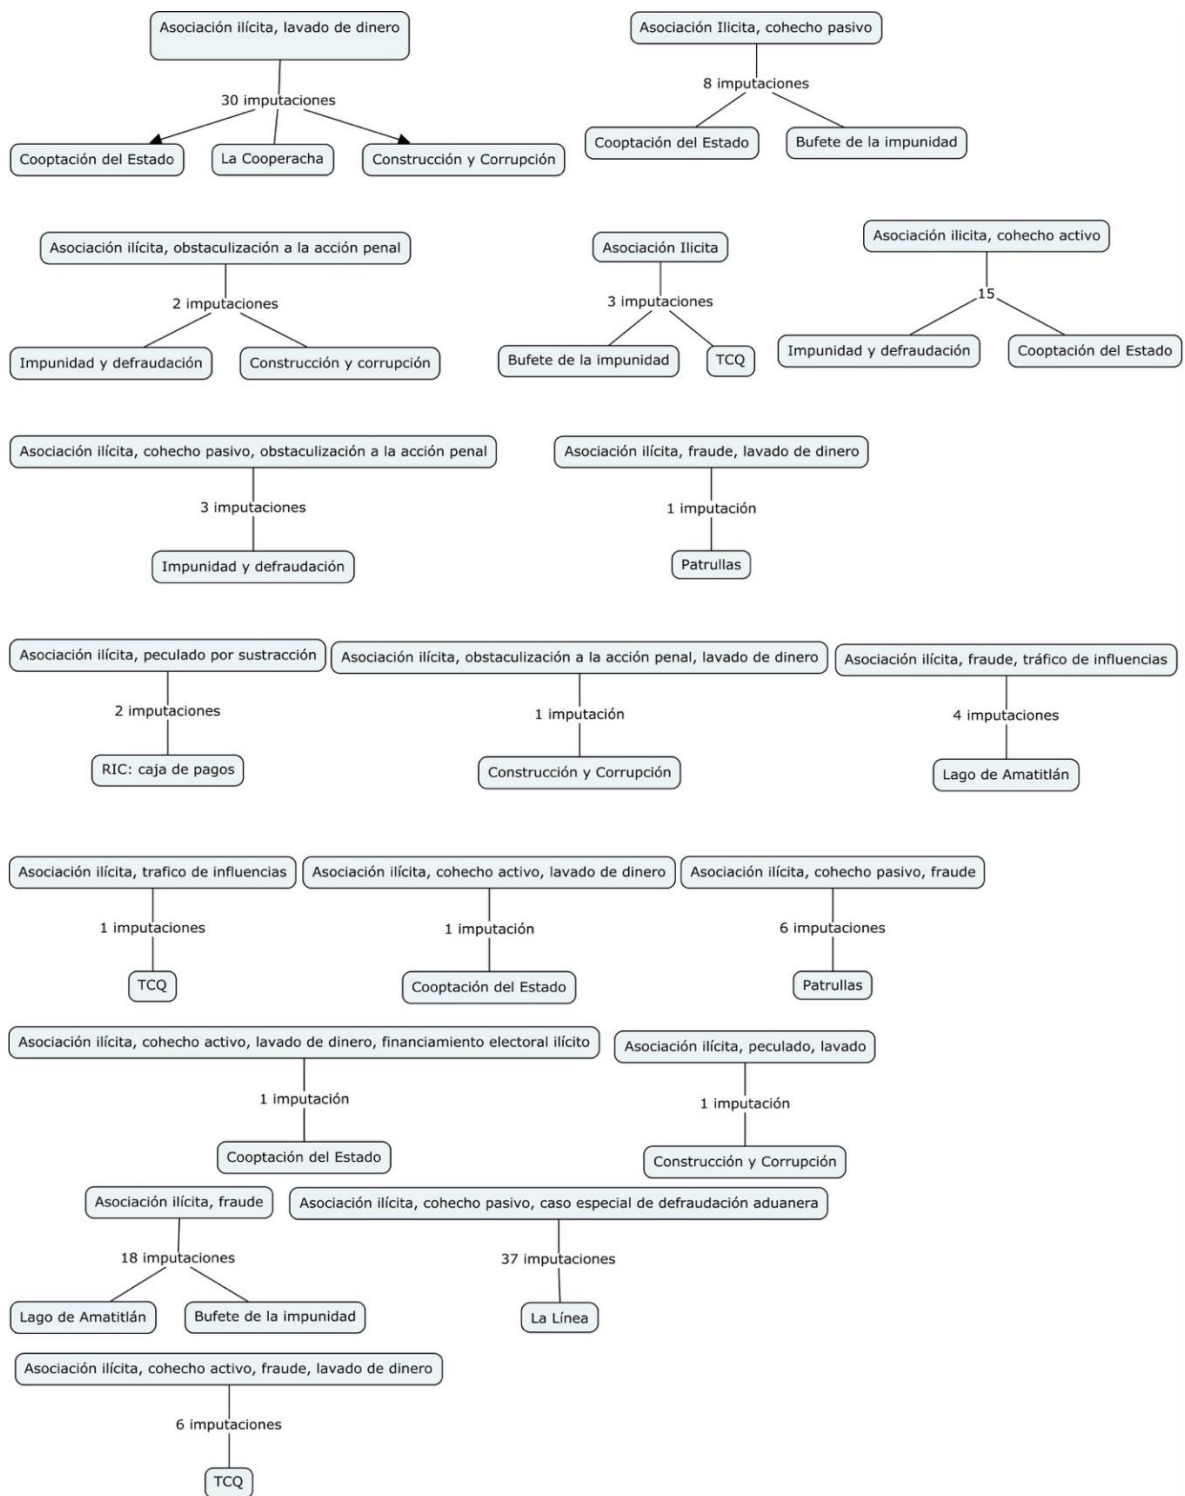 Asociación ilícita, lavado de dinero
30 imputaciones
Cooptación del Estado
La Cooperacha
Construcción y Corrupción
Asociación Ilicita, cohecho pasivo
8 imputaciones
Cooptación del Estado
Bufete de la impunidad
Asociación ilícita, obstaculización a la acción penal
2 imputaciones
Impunidad y defraudación
Construcción y corrupción
Asociación Ilicita
3 imputaciones
Bufete de la impunidad
TCQ
Asociación ilicita, cohecho activo
15
Impunidad y defraudación
Cooptación del Estado
Asociación ilícita, cohecho pasivo, obstaculización a la acción penal
3 imputaciones
Impunidad y defraudación
Asociación ilícita, fraude, lavado de dinero
1 imputación
Patrullas
Asociación ilícita, peculado por sustracción
2 imputaciones
RIC: caja de pagos
Asociación ilícita, obstaculización a la acción penal, lavado de dinero
1 imputación
Construcción y Corrupción
Asociación ilícita, fraude, tráfico de influencias
4 imputaciones
Lago de Amatitlán
Asociación ilícita, trafico de influencias
1 imputaciones
TCQ
Asociación ilícita, cohecho activo, lavado de dinero
1 imputación
Cooptación del Estado
Asociación ilícita, cohecho pasivo, fraude
6 imputaciones
Patrullas
Asociación ilícita, cohecho activo, lavado de dinero, financiamiento electoral ilícito
1 imputación
Cooptación del Estado
Asociación ilícita, peculado, lavado
1 imputación
Construcción y Corrupción
Asociación ilícita, fraude
18 imputaciones
Lago de Amatitlán
Bufete de la impunidad
Asociación ilícita, cohecho pasivo, caso especial de defraudación aduanera
37 imputaciones
La Línea
Asociación ilícita, cohecho activo, fraude, lavado de dinero
6 imputaciones
TCQ